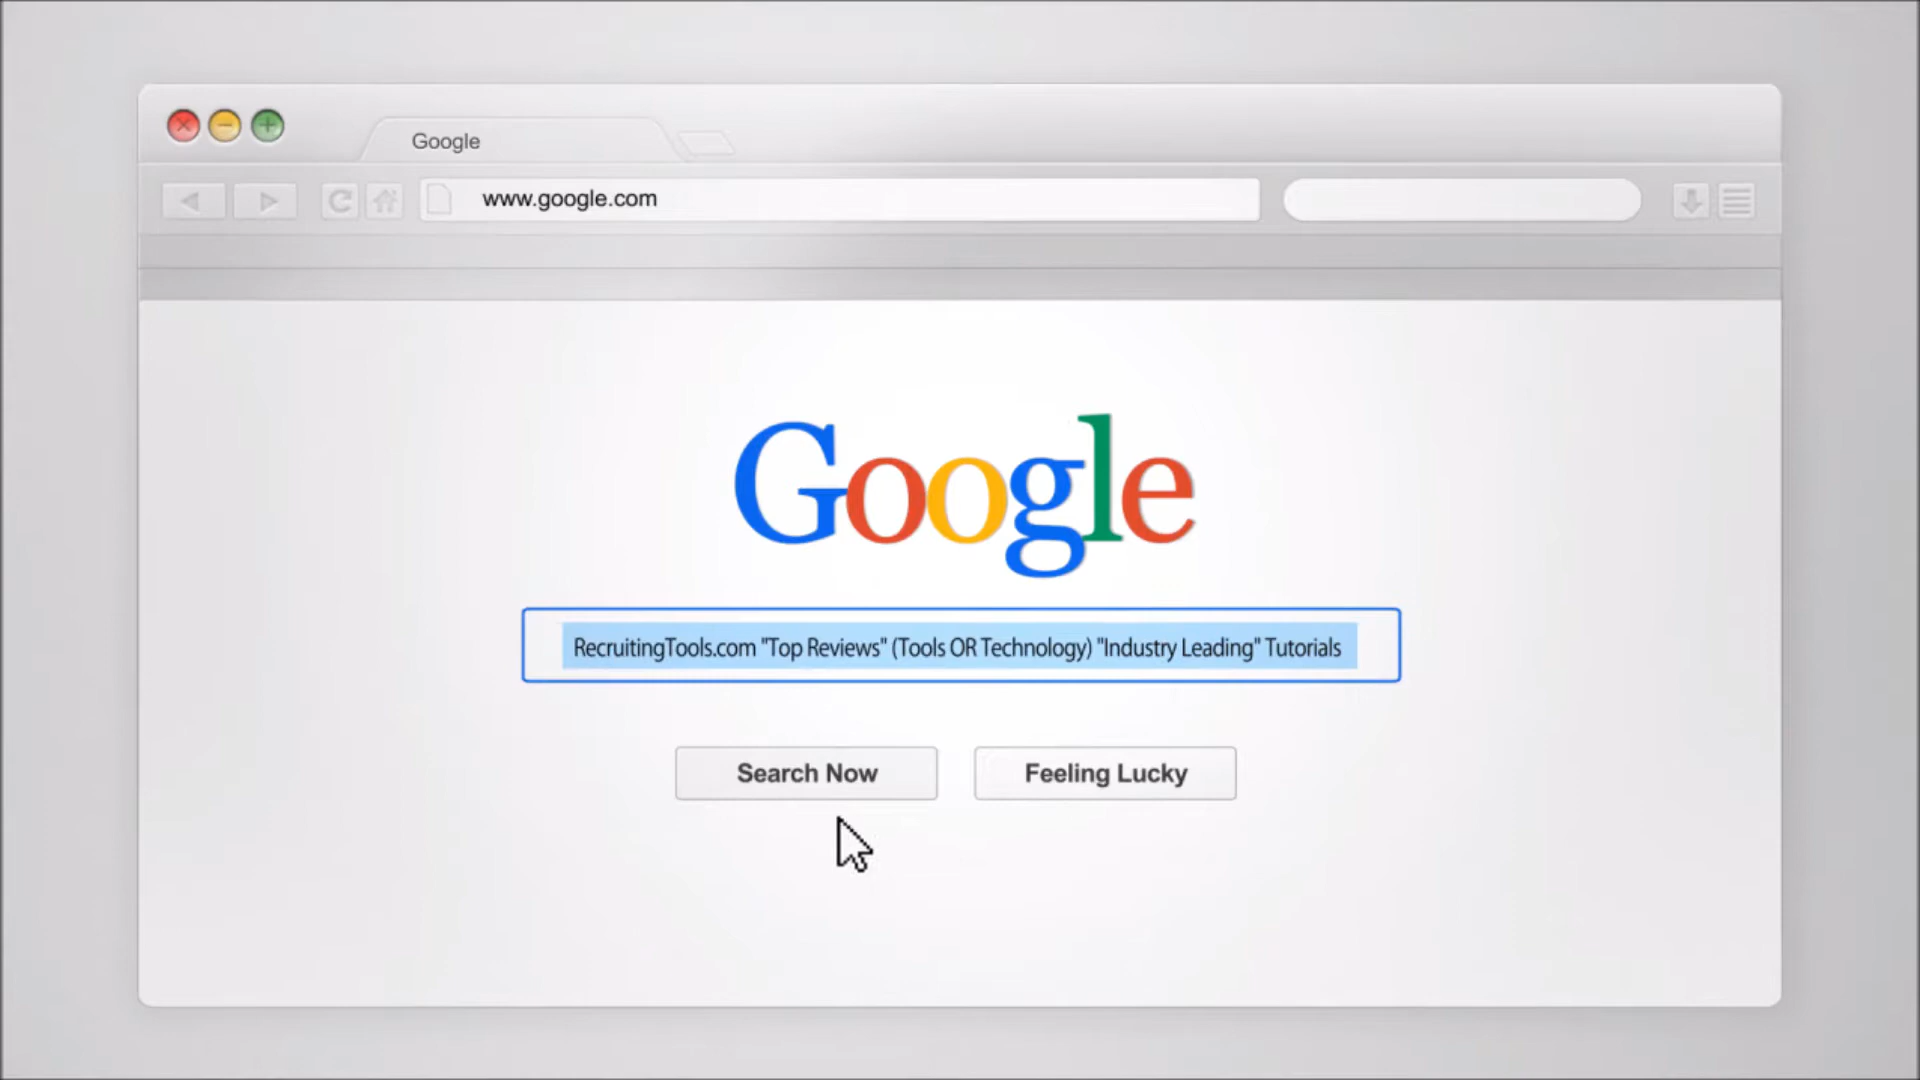 Google
www.google.com
Google
RecruitingTools.com "Top Reviews" (Tools OR Technology) "Industry Leading" Tutorials
Search Now
Feeling Lucky